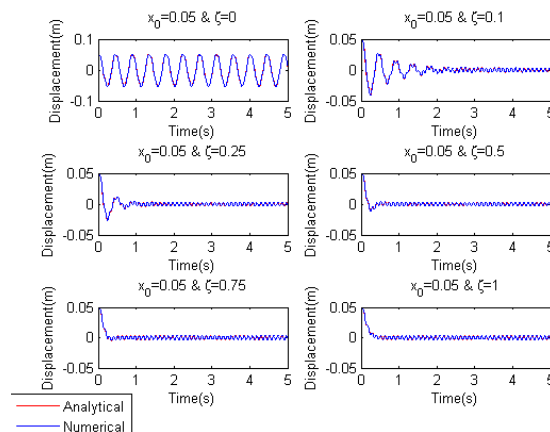 x0=0.05 & ζ=0
Displacement(m)
0.1
0
-0.1
0 1 2 3 4 5
Time(s)
x0=0.05 & ζ=0.1
Displacement(m)
0.05
0
-0.05
0 1 2 3 4 5
Time(s)
x0=0.05 & ζ=0.25
Displacement(m)
0.05
0
-0.05
0 1 2 3 4 5
Time(s)
x0=0.05 & ζ=0.5
Displacement(m)
0.05
0
-0.05
0 1 2 3 4 5
Time(s)
x0=0.05 & ζ=0.75
Displacement(m)
0.05
0
-0.05
0 1 2 3 4 5
Time(s)
x0=0.05 & ζ=1
Displacement(m)
0.05
0
-0.05
0 1 2 3 4 5
Time(s)
Analytical
Numerical